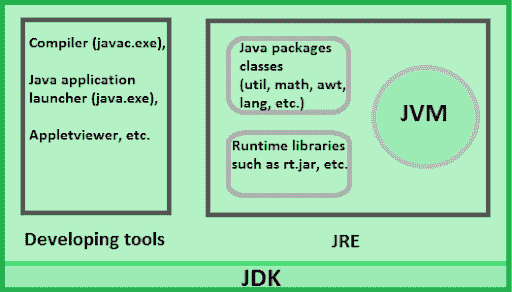 Compiler (javac.exe),
Java application
launcher (java.exe),
Appletviewer, etc.
Developing tools
Java packages
classes
(util, math, awt,
lang, etc.)
Runtime libraries
such as rt.jar, etc.
JVM
JRE
JDK